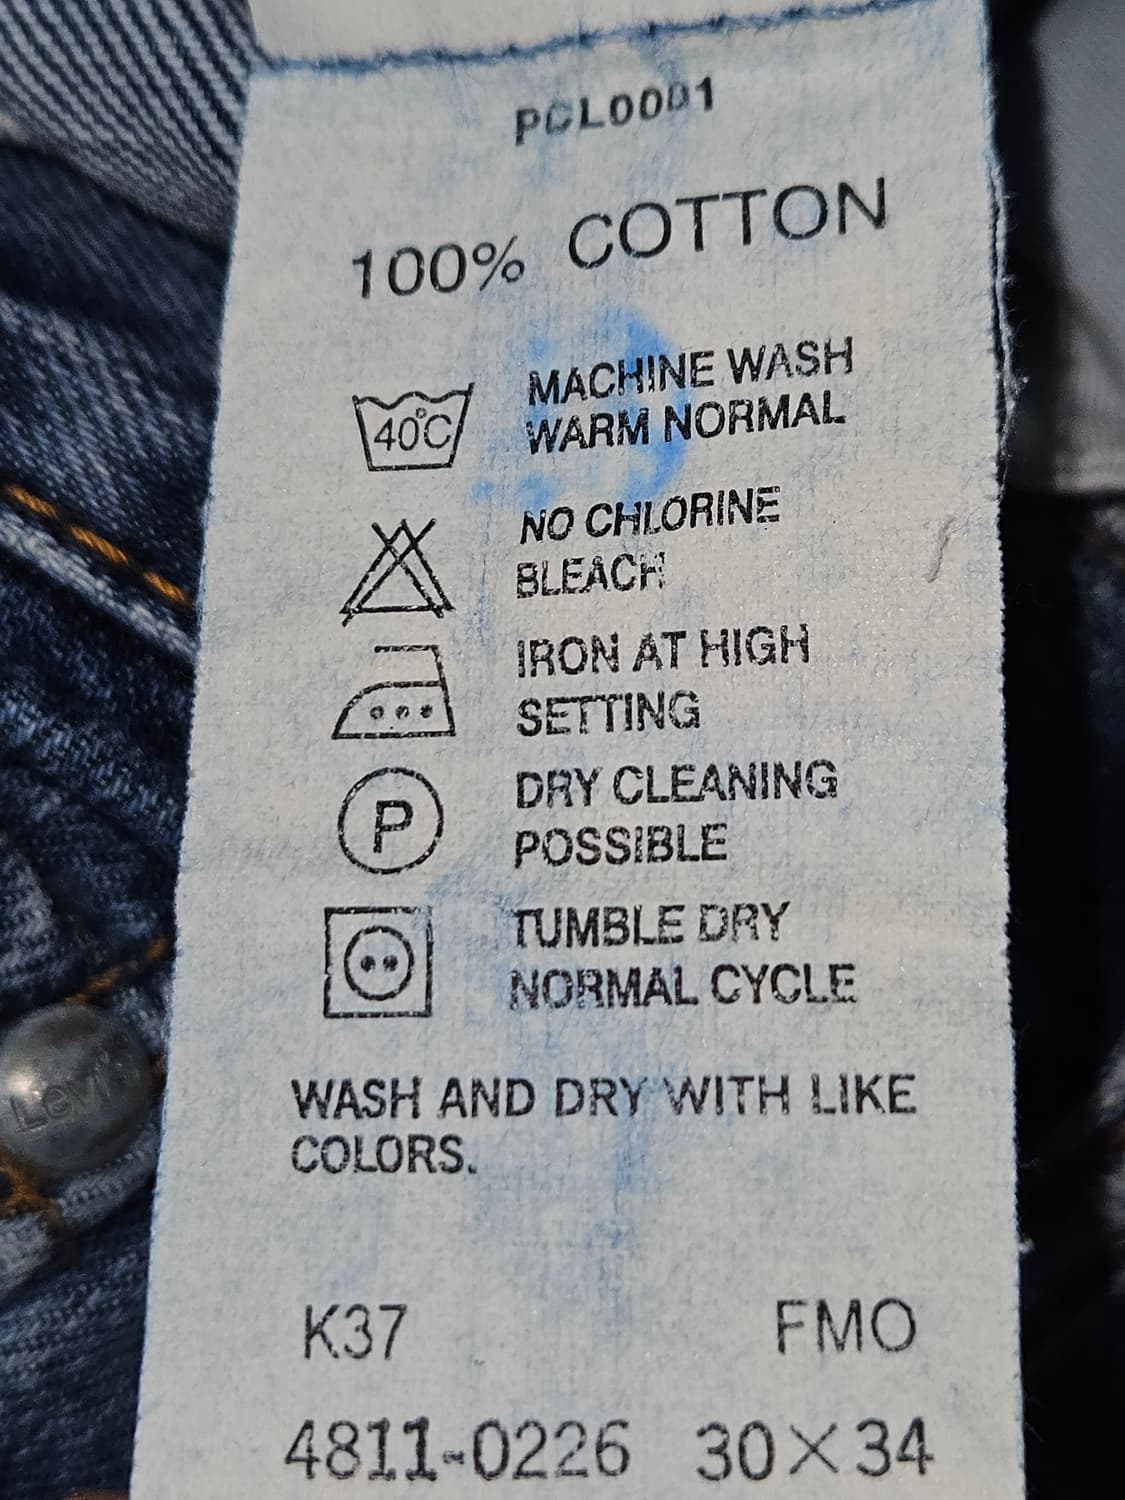 PCL00D1
100% COTTON
40°C
MACHINE WASH
WARM NORMAL
NO CHLORINE
BLEACH
IRON AT HIGH
SETTING
P
DRY CLEANING
POSSIBLE
TUMBLE DRY
NORMAL CYCLE
WASH AND DRY WITH LIKE
COLORS.
Levi's
K37 FMO
4811-0226 30×34